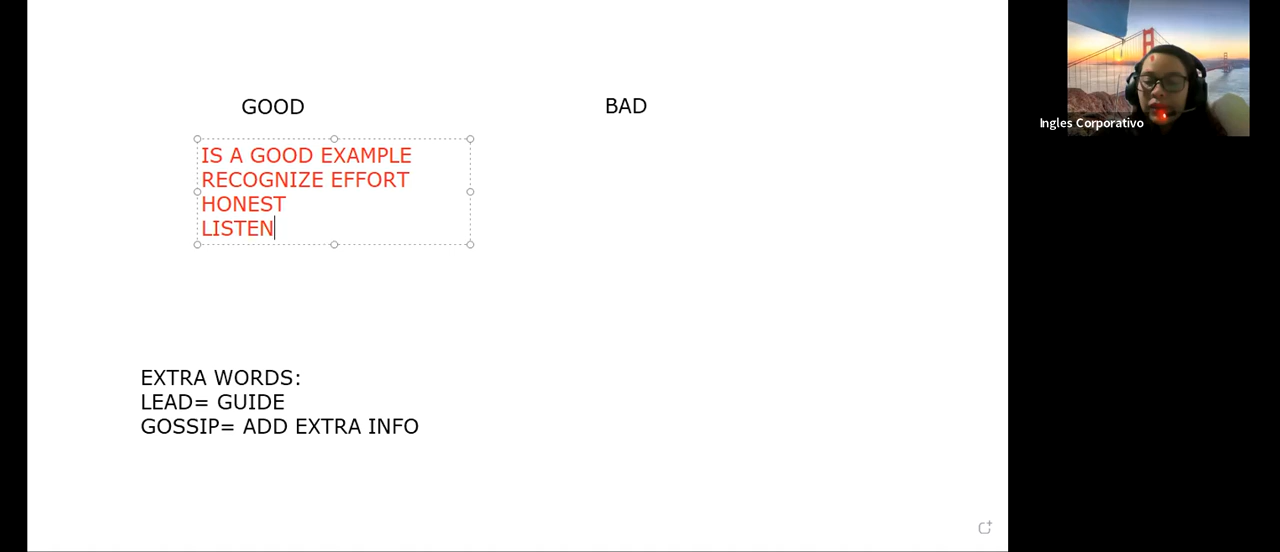 GOOD
BAD
IS A GOOD EXAMPLE
RECOGNIZE EFFORT
HONEST
LISTEN
EXTRA WORDS:
LEAD= GUIDE
GOSSIP= ADD EXTRA INFO
Ingles Corporativo